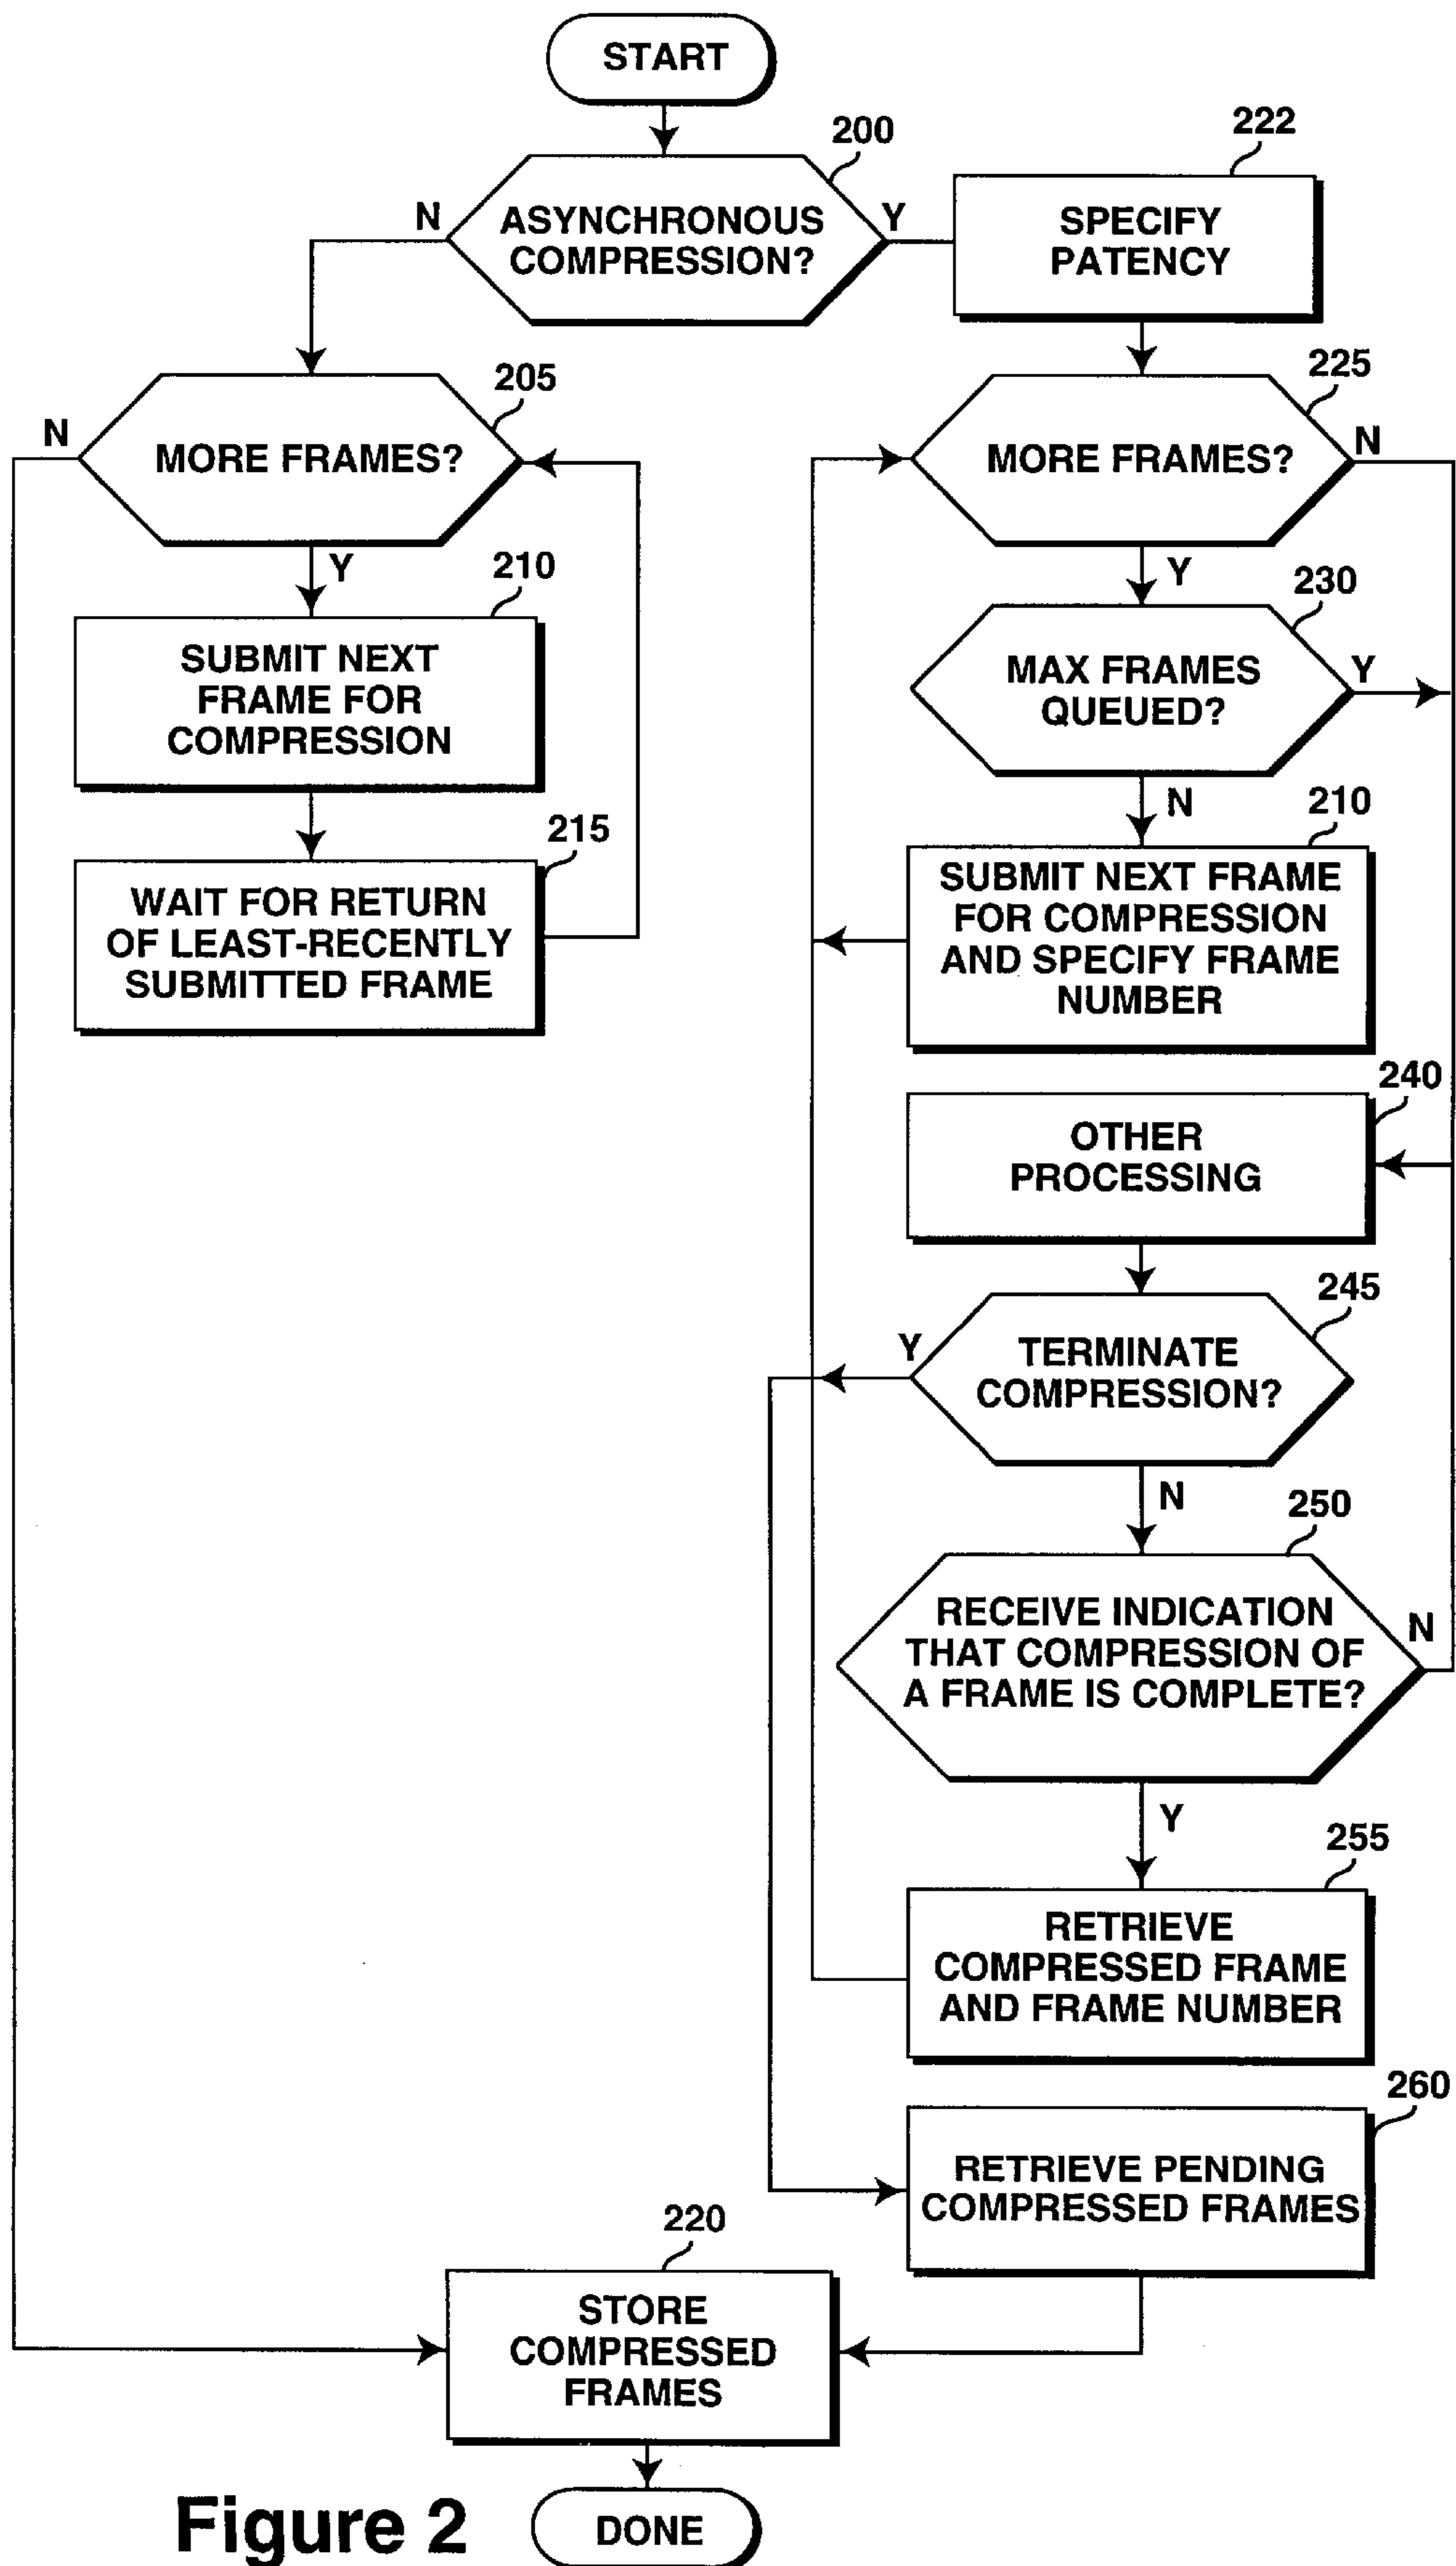 START
200
222
N
ASYNCHRONOUS
COMPRESSION?
Y
SPECIFY
PATENCY
205
225
N
MORE FRAMES?
MORE FRAMES?
N
Y
210
SUBMIT NEXT
FRAME FOR
COMPRESSION
215
WAIT FOR RETURN
OF LEAST-RECENTLY
SUBMITTED FRAME
Y
230
MAX FRAMES
QUEUED?
Y
N
210
SUBMIT NEXT FRAME
FOR COMPRESSION
AND SPECIFY FRAME
NUMBER
240
OTHER
PROCESSING
245
Y
TERMINATE
COMPRESSION?
N
250
RECEIVE INDICATION
THAT COMPRESSION OF
A FRAME IS COMPLETE?
N
Y
255
RETRIEVE
COMPRESSED FRAME
AND FRAME NUMBER
260
RETRIEVE PENDING
COMPRESSED FRAMES
220
STORE
COMPRESSED
FRAMES
DONE
Figure 2